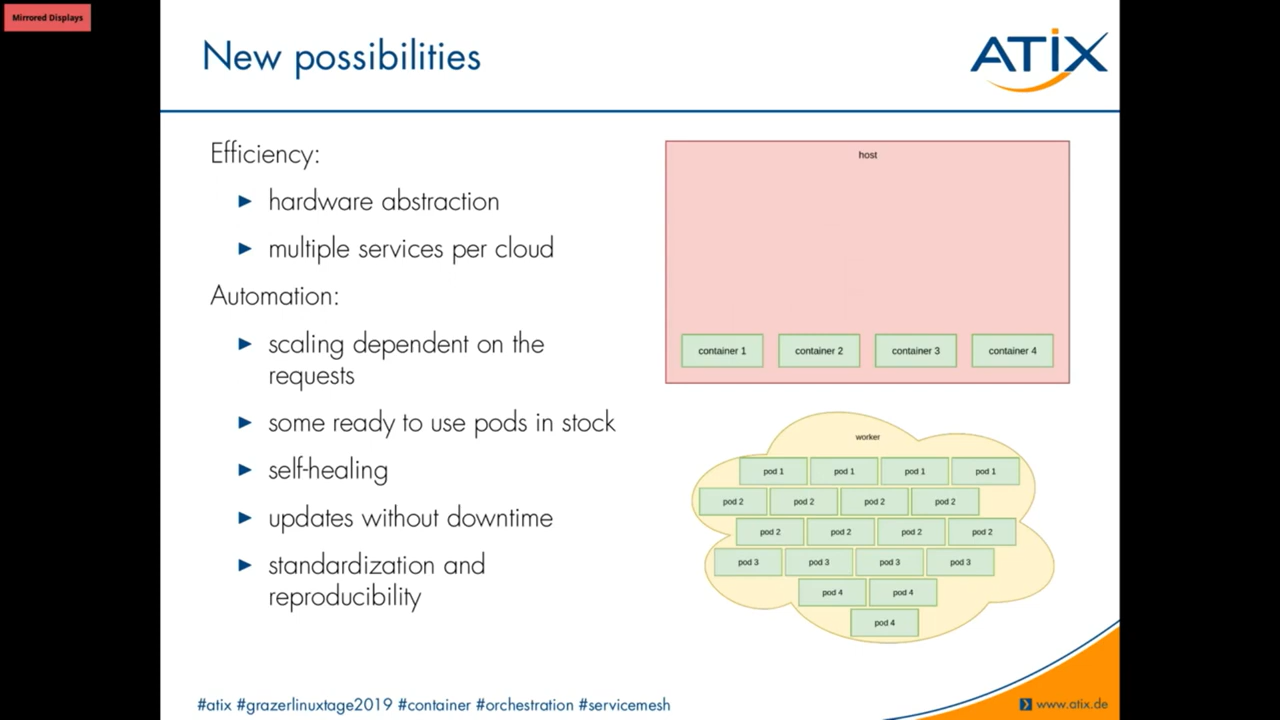 Mirrored Displays
New possibilities
ATIX
Efficiency:
hardware abstraction
multiple services per cloud
Automation:
scaling dependent on the
requests
some ready to use pods in stock
self-healing
updates without downtime
standardization and
reproducibility
host
container 1 container 2 container 3 container 4
worker
pod 1 pod 1 pod 1 pod 1
pod 2 pod 2 pod 2 pod 2
pod 2 pod 2 pod 2 pod 2
pod 3 pod 3 pod 3 pod 3
pod 4 pod 4
pod 4
#atix #grazerlinuxtage2019 #container #orchestration #servicemesh
www.atix.de